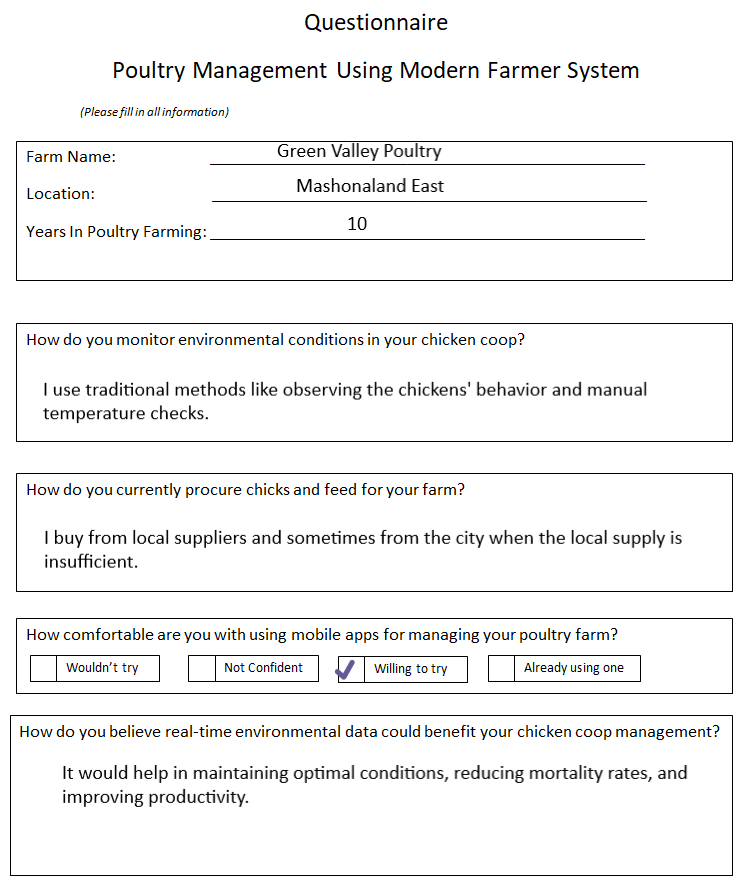 Questionnaire
Poultry Management Using Modern Farmer System
(Please fill in all information)
Farm Name: Green Valley Poultry
Location: Mashonaland East
Years In Poultry Farming: 10
How do you monitor environmental conditions in your chicken coop?
I use traditional methods like observing the chickens' behavior and manual
temperature checks.
How do you currently procure chicks and feed for your farm?
I buy from local suppliers and sometimes from the city when the local supply is
insufficient.
How comfortable are you with using mobile apps for managing your poultry farm?
Wouldn't try Not Confident Willing to try Already using one
How do you believe real-time environmental data could benefit your chicken coop management?
It would help in maintaining optimal conditions, reducing mortality rates, and
improving productivity.